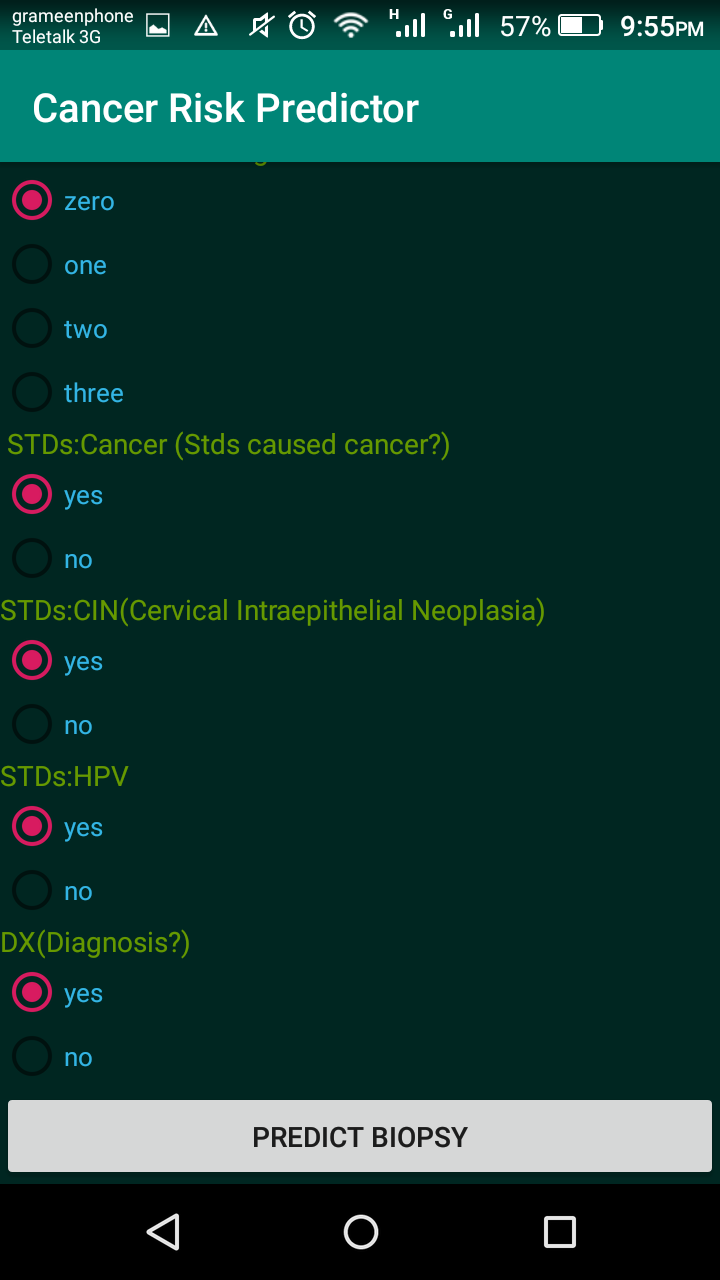 grameenphone
Teletalk 3G
H
G
57%
9:55PM
Cancer Risk Predictor
zero
one
two
three
STDs:Cancer (Stds caused cancer?)
yes
no
STDs:CIN(Cervical Intraepithelial Neoplasia)
yes
no
STDs:HPV
yes
no
DX(Diagnosis?)
yes
no
PREDICT BIOPSY